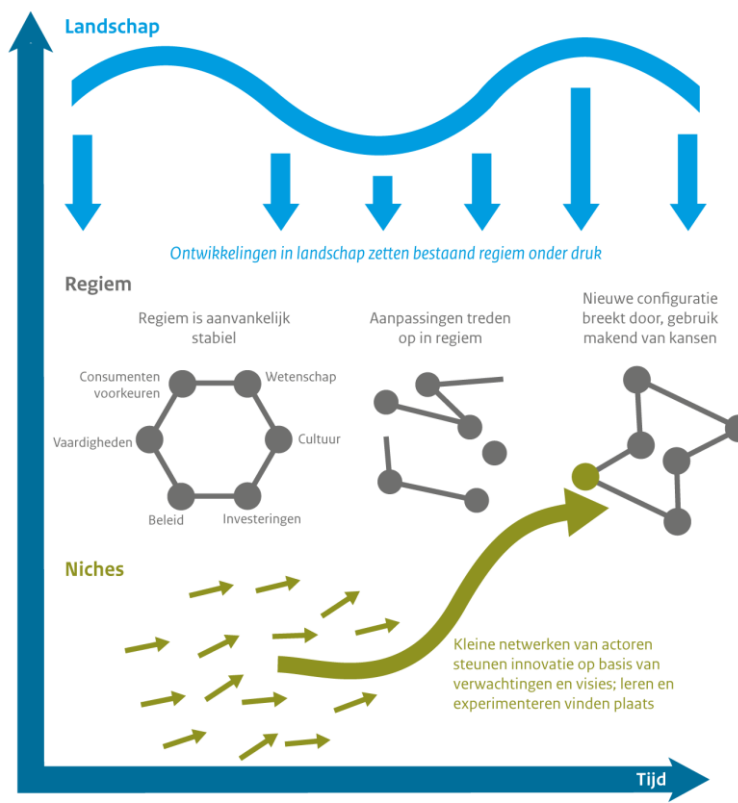 Landschap
Ontwikkelingen in landschap zetten bestaand regiem onder druk
Regiem
Regiem is aanvankelijk
stabiel
Aanpassingen treden
op in regiem
Nieuwe configuratie
breekt door, gebruik
makend van kansen
Consumenten
voorkeuren
Wetenschap
Vaardigheden
Cultuur
Beleid
Investeringen
Niches
Kleine netwerken van actoren
steunen innovatie op basis van
verwachtingen en visies; leren en
experimenteren vinden plaats
Tijd